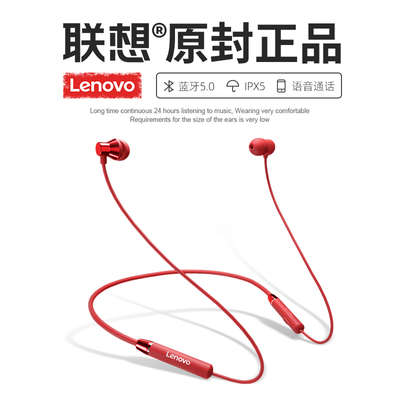 联想®原封正品
Lenovo 蓝牙5.0 IPX5 语音通话
Long time continuous 24 hours listening to music, Wearing very comfortable
Requirements for the size of the ears is very low
Lenovo